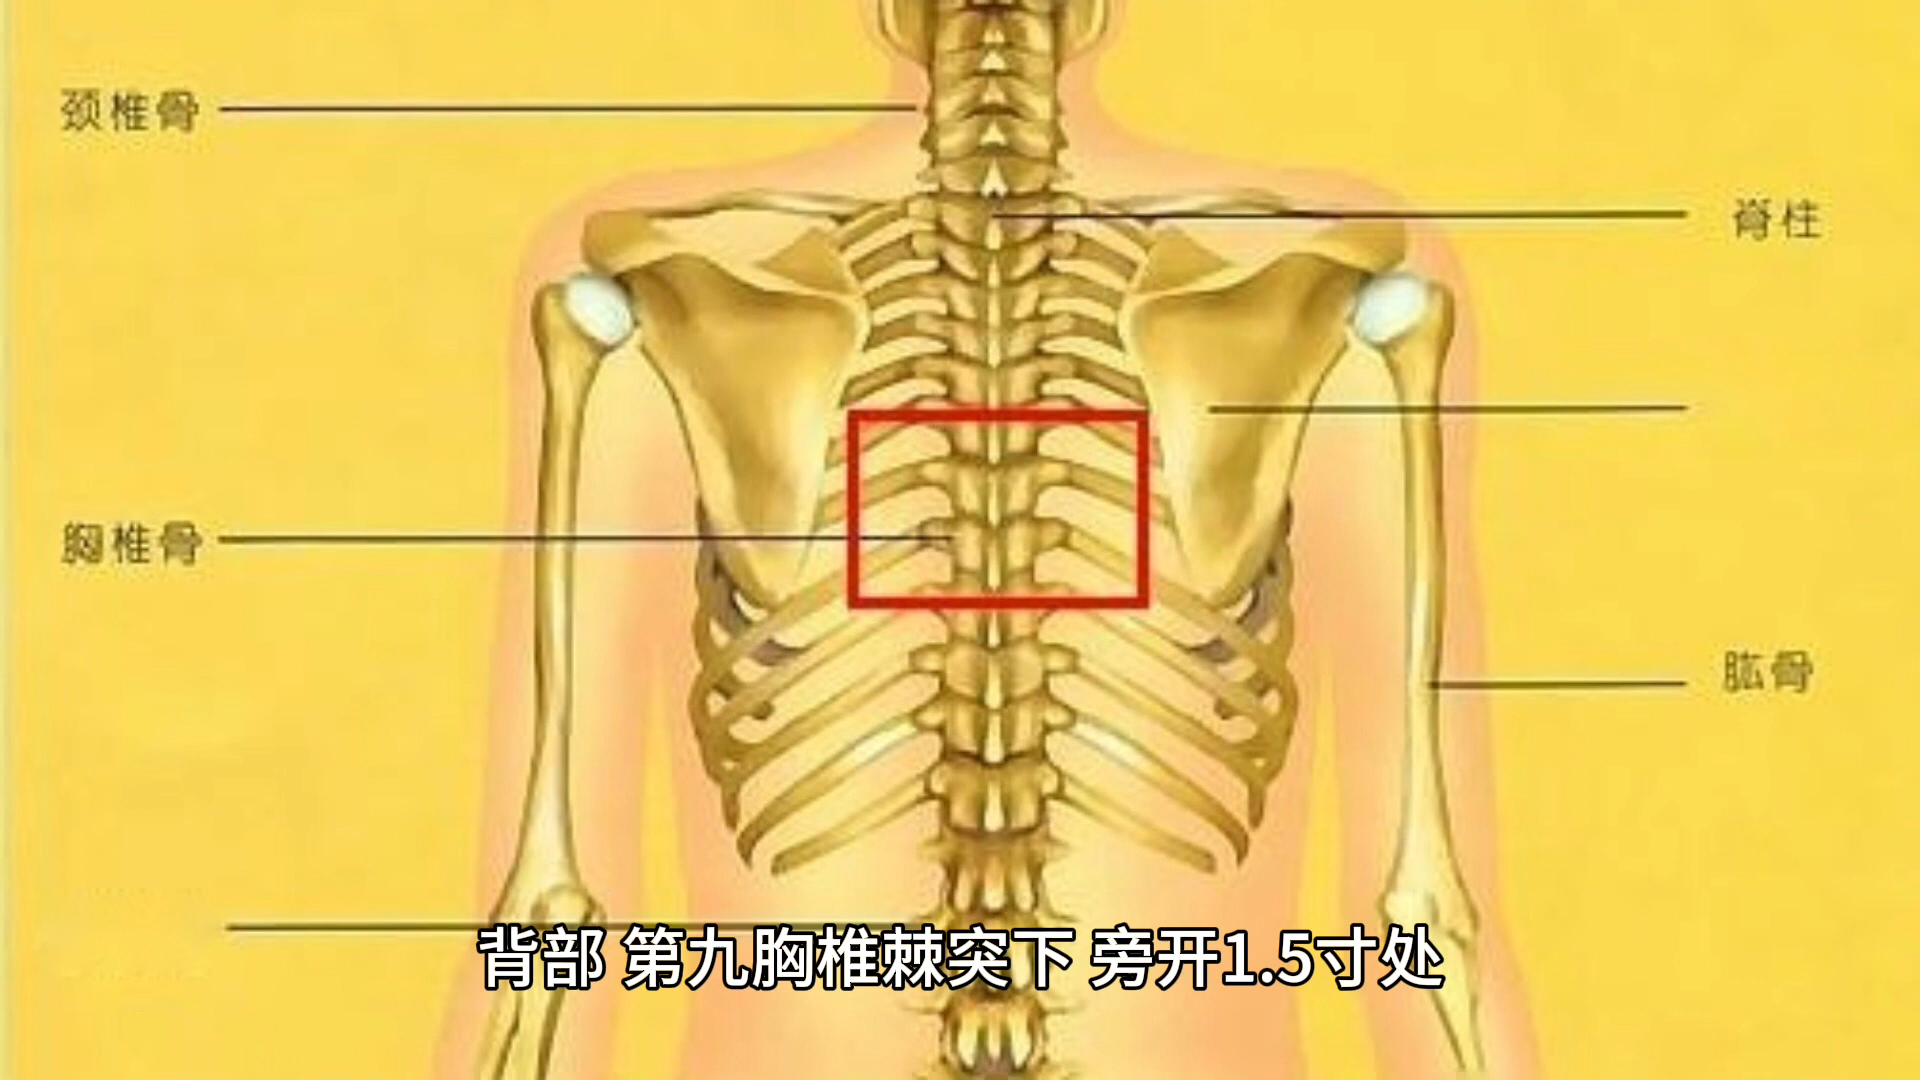 颈椎骨
脊柱
胸椎骨
肱骨
背部 第九胸椎棘突下 旁开1.5寸处